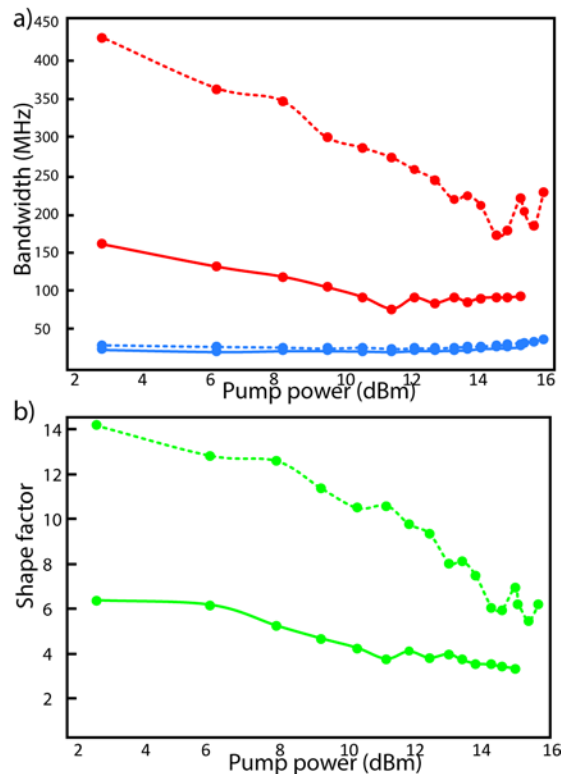 a)
450
400
350
300
250
200
150
100
50
Bandwidth (MHz)
2 4 6 8 10 12 14 16
Pump power (dBm)
b)
14
12
10
8
6
4
2
Shape factor
2 4 6 8 10 12 14 16
Pump power (dBm)